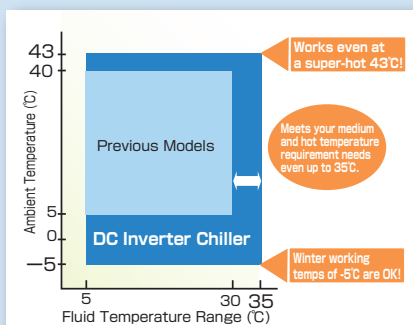 43
40
5
0
−5
Ambient Temperature (℃)
Previous Models
DC Inverter Chiller
Works even at
a super-hot 43℃!
Meets your medium
and hot temperature
requirement needs
even up to 35℃.
Winter working
temps of -5℃ are OK!
5
30
35
Fluid Temperature Range (℃)